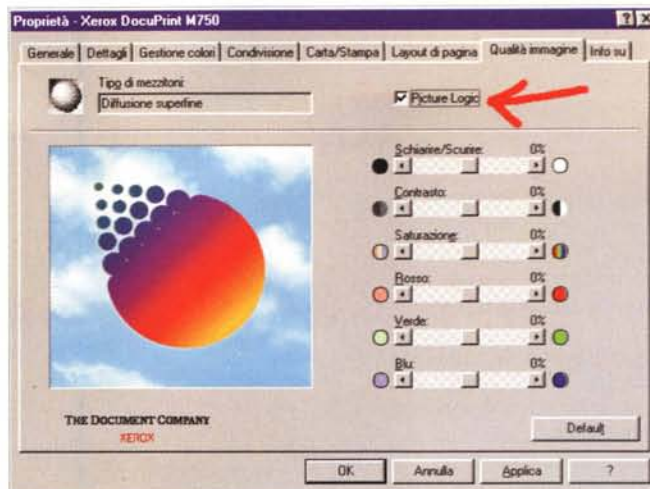 Proprietà - Xerox DocuPrint M750
Generale Dettagli Gestione colori Condivisione Carta/Stampa Layout di pagina Qualità immagine Info su
Tipo di mezzitoni:
Diffusione superfine
Picture Logic
Schiarire/Scurire: 0%
Contrasto: 0%
Saturazione: 0%
Rosso: 0%
Verde: 0%
Blu: 0%
THE DOCUMENT COMPANY
XEROX
Default
OK Annulla Applica ?